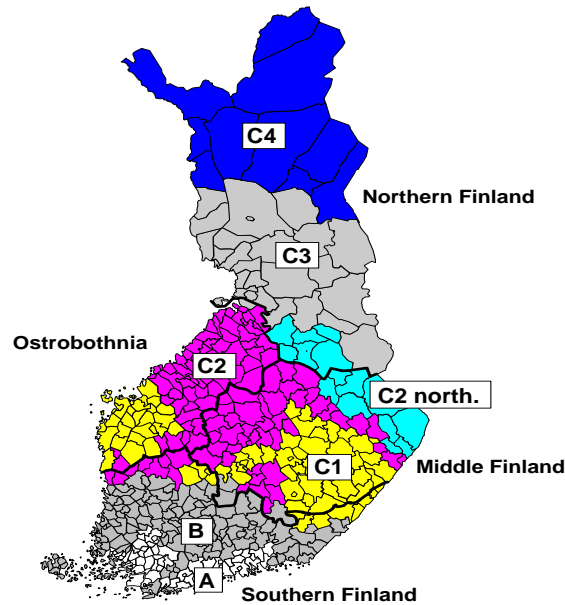 C4
Northern Finland
C3
Ostrobothnia
C2
C2 north.
C1
Middle Finland
B
A
Southern Finland